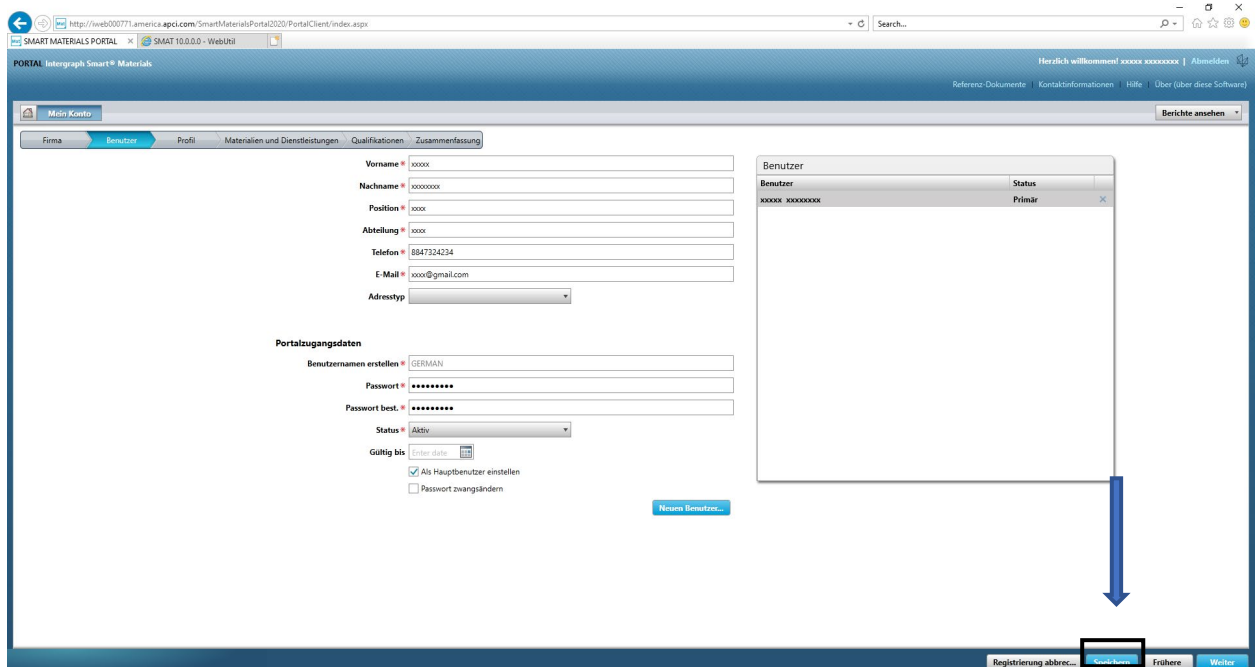 http://iweb000771.america.apci.com/SmartMaterialsPortal2020/PortalClient/index.aspx
Search...
SMART MATERIALS PORTAL
SMAT 10.0.0.0 - WebUtil
PORTAL Intergraph Smart® Materials
Herzlich willkommen! xxxxx xxxxxxxx | Abmelden
Referenz-Dokumente | Kontaktinformationen | Hilfe | Über (über diese Software)
Mein Konto
Berichte ansehen
Firma Benutzer Profil Materialien und Dienstleistungen Qualifikationen Zusammenfassung
Vorname * xxxxx
Nachname * xxxxxxxx
Position * xxxx
Abteilung * xxxx
Telefon * 8847324234
E-Mail * xxxx@gmail.com
Adresstyp
Portalzugangsdaten
Benutzernamen erstellen * GERMAN
Passwort * •••••••••
Passwort best. * •••••••••
Status * Aktiv
Gültig bis Enter date
Als Hauptbenutzer einstellen
Passwort zwangsändern
Neuen Benutzer...
Benutzer
Benutzer Status
xxxxx xxxxxxxx Primär
Registrierung abbrec... Speichern Frühere Weiter